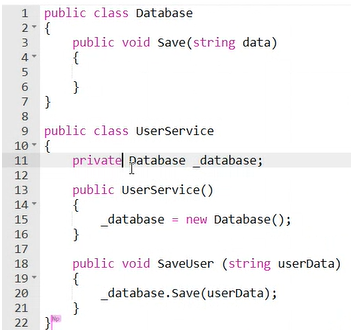 1 public class Database
2 {
3 public void Save(string data)
4 {
5
6 }
7 }
8
9 public class UserService
10 {
11 private Database _database;
12
13 public UserService()
14 {
15 _database = new Database();
16 }
17
18 public void SaveUser (string userData)
19 {
20 _database.Save(userData);
21 }
22 }